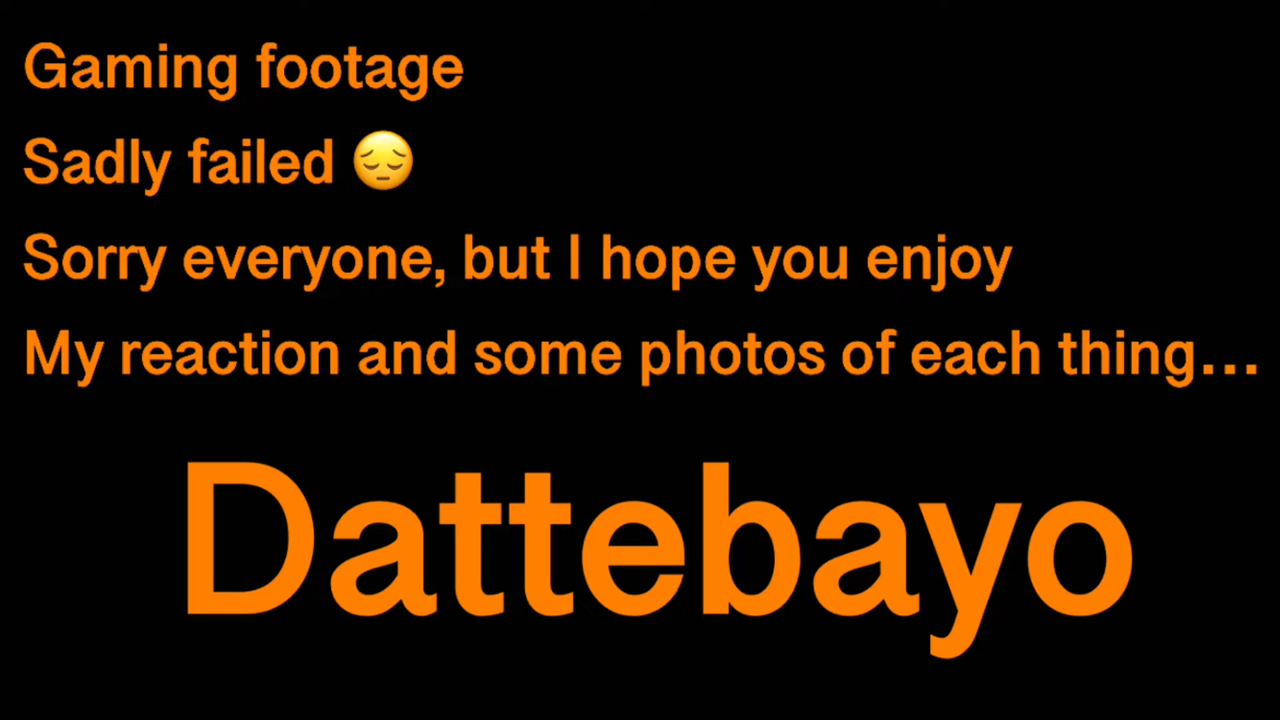 Gaming footage
Sadly failed 😔
Sorry everyone, but I hope you enjoy
My reaction and some photos of each thing...
Dattebayo